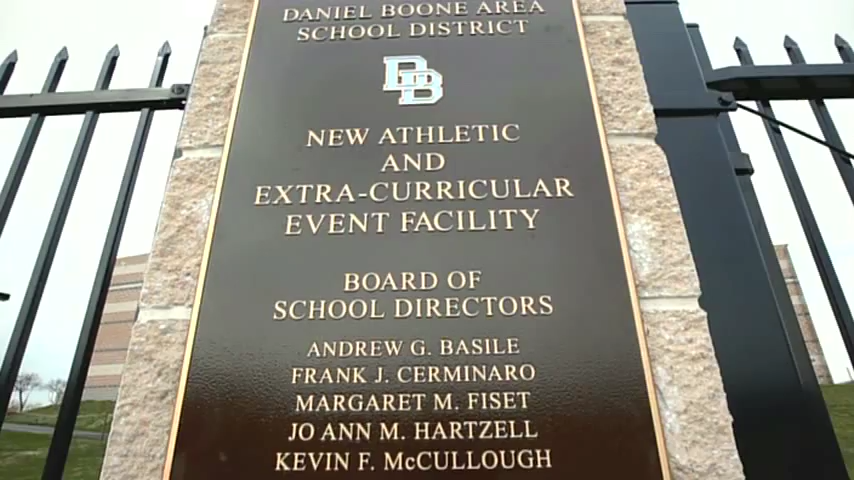 DANIEL BOONE AREA
SCHOOL DISTRICT
DB
NEW ATHLETIC
AND
EXTRA-CURRICULAR
EVENT FACILITY
BOARD OF
SCHOOL DIRECTORS
ANDREW G. BASILE
FRANK J. CERMINARO
MARGARET M. FISET
JO ANN M. HARTZELL
KEVIN F. McCULLOUGH